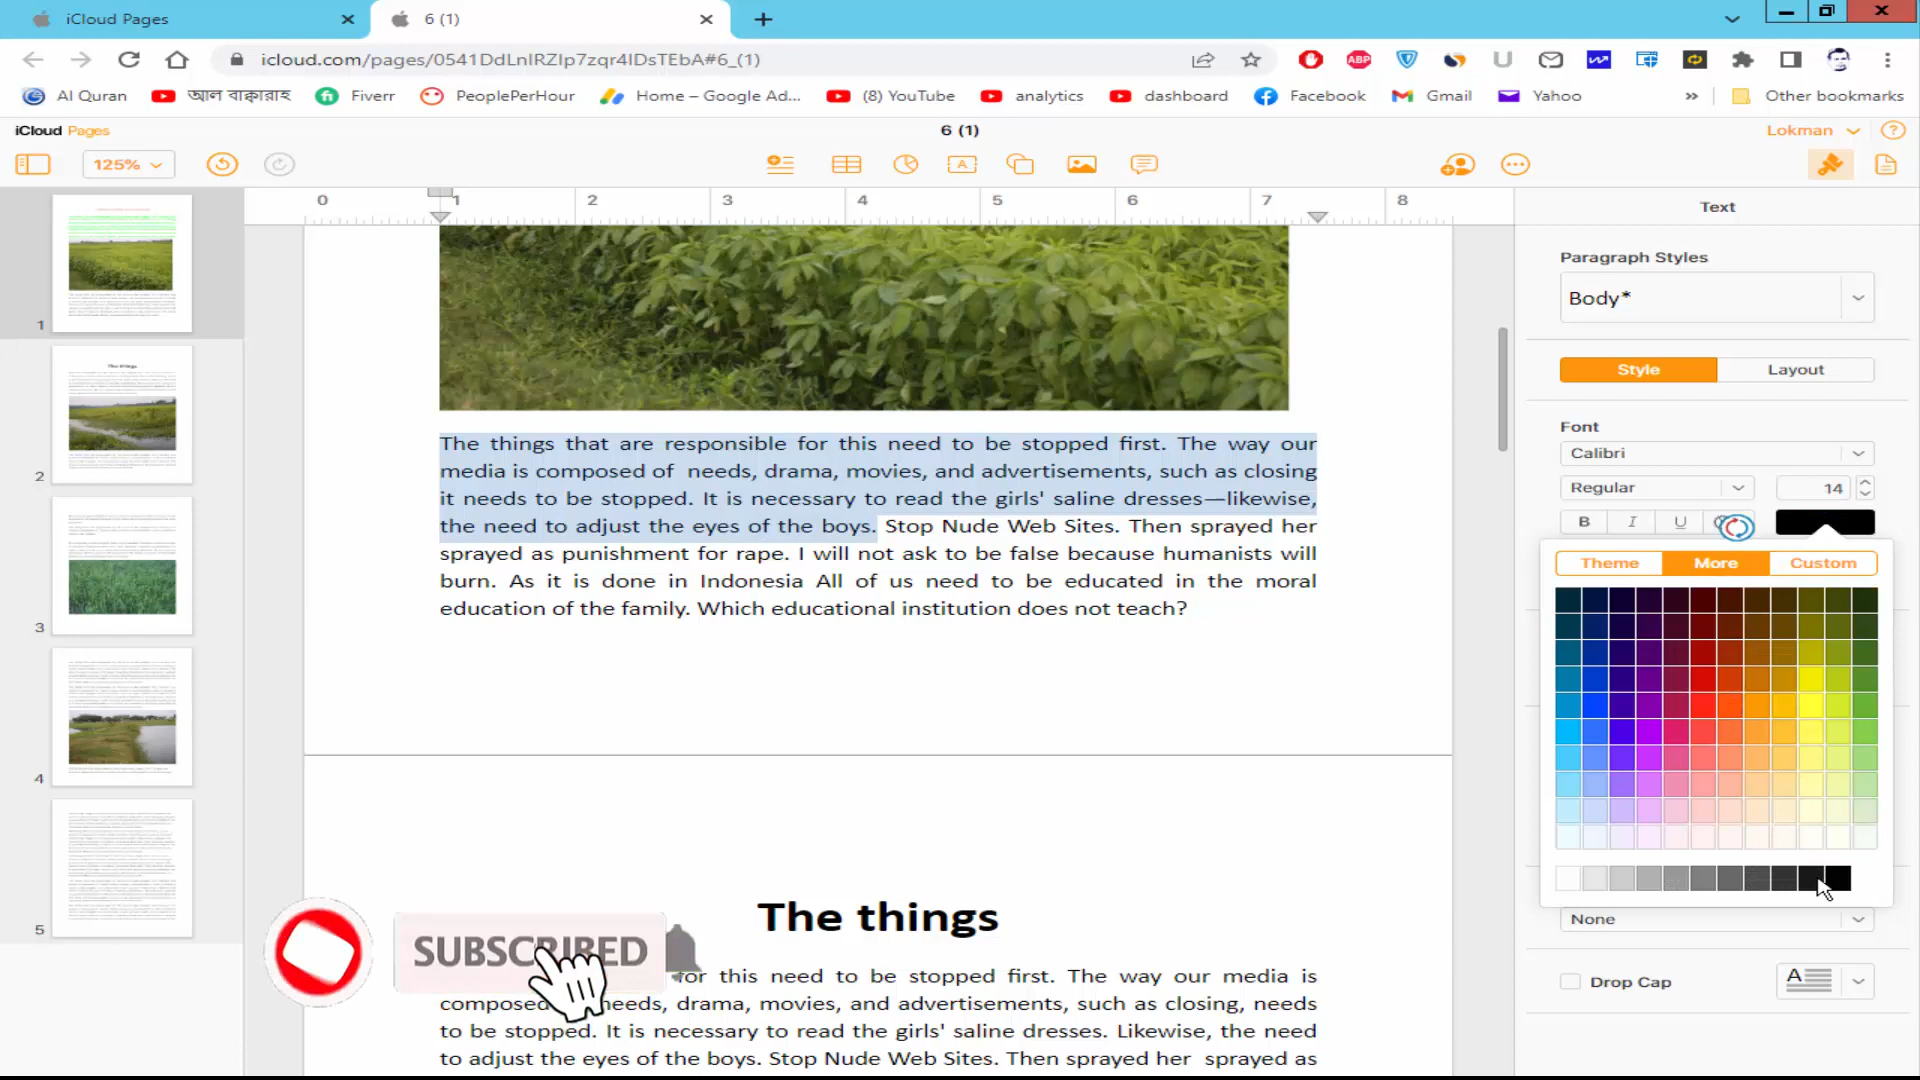 iCloud Pages
6 (1)
icloud.com/pages/0541DdLnIRZIp7zqr4IDsTEbA#6_(1)
ABP
Al Quran
আল বাক্বারাহ
Fiverr
PeoplePerHour
Home – Google Ad...
(8) YouTube
analytics
dashboard
Facebook
Gmail
Yahoo
»
Other bookmarks
iCloud Pages
6 (1)
Lokman
?
125%
A
0 1 2 3 4 5 6 7 8
The things that are responsible for this need to be stopped first. The way our
media is composed of needs, drama, movies, and advertisements, such as closing
it needs to be stopped. It is necessary to read the girls' saline dresses—likewise,
the need to adjust the eyes of the boys. Stop Nude Web Sites. Then sprayed her
sprayed as punishment for rape. I will not ask to be false because humanists will
burn. As it is done in Indonesia All of us need to be educated in the moral
education of the family. Which educational institution does not teach?
The things
for this need to be stopped first. The way our media is
composed needs, drama, movies, and advertisements, such as closing, needs
to be stopped. It is necessary to read the girls' saline dresses. Likewise, the need
to adjust the eyes of the boys. Stop Nude Web Sites. Then sprayed her sprayed as
SUBSCRIBED
The things
1
2
3
4
5
Text
Paragraph Styles
Body*
Style
Layout
Font
Calibri
Regular
14
B
I
U
Theme
More
Custom
None
Drop Cap
A